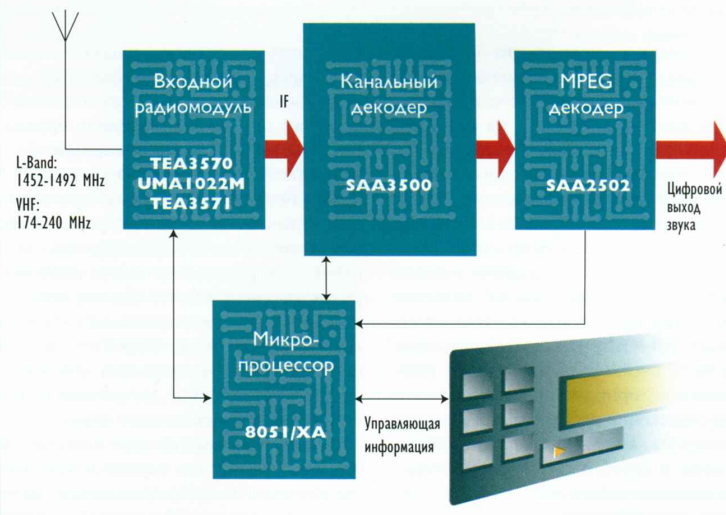 Входной
радиомодуль
TEA3570
UMA1022M
TEA3571
IF
Канальный
декодер
SAA3500
MPEG
декодер
SAA2502
L-Band:
1452-1492 MHz
VHF:
174-240 MHz
Цифровой
выход
звука
Микро-
процессор
8051/XA
Управляющая
информация